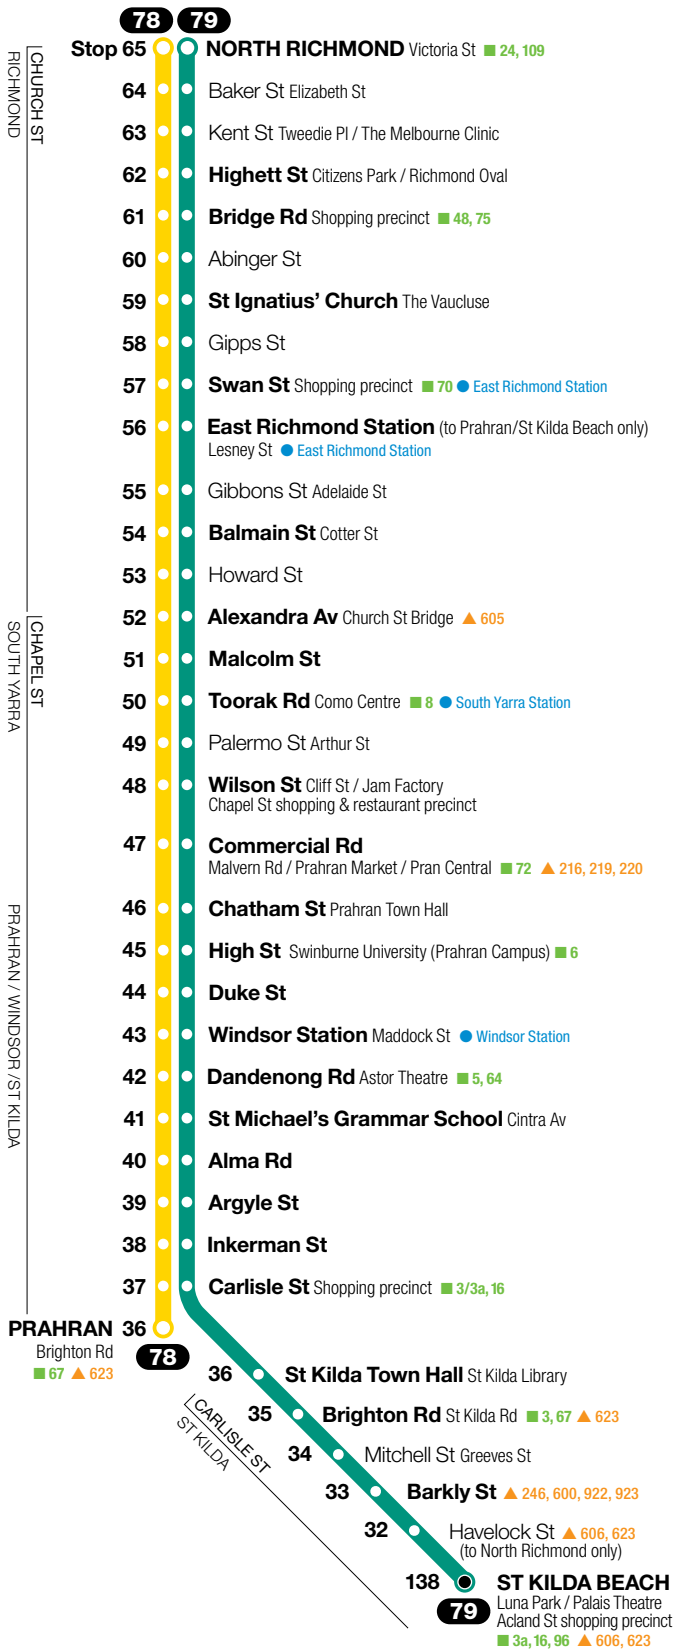 78 79
Stop 65 NORTH RICHMOND Victoria St 24, 109
CHURCH ST
RICHMOND
64 Baker St Elizabeth St
63 Kent St Tweedie Pl / The Melbourne Clinic
62 Highett St Citizens Park / Richmond Oval
61 Bridge Rd Shopping precinct 48, 75
60 Abinger St
59 St Ignatius' Church The Vaucluse
58 Gipps St
57 Swan St Shopping precinct 70 East Richmond Station
56 East Richmond Station (to Prahran/St Kilda Beach only)
Lesney St East Richmond Station
55 Gibbons St Adelaide St
54 Balmain St Cotter St
53 Howard St
52 Alexandra Av Church St Bridge 605
CHAPEL ST
SOUTH YARRA
51 Malcolm St
50 Toorak Rd Como Centre 8 South Yarra Station
49 Palermo St Arthur St
48 Wilson St Cliff St / Jam Factory
Chapel St shopping & restaurant precinct
47 Commercial Rd
Malvern Rd / Prahran Market / Pran Central 72 216, 219, 220
PRAHRAN / WINDSOR /ST KILDA
46 Chatham St Prahran Town Hall
45 High St Swinburne University (Prahran Campus) 6
44 Duke St
43 Windsor Station Maddock St Windsor Station
42 Dandenong Rd Astor Theatre 5, 64
41 St Michael's Grammar School Cintra Av
40 Alma Rd
39 Argyle St
38 Inkerman St
37 Carlisle St Shopping precinct 3/3a, 16
PRAHRAN 36
Brighton Rd
67 623
78
36 St Kilda Town Hall St Kilda Library
CARLISLE ST
ST KILDA
35 Brighton Rd St Kilda Rd 3, 67 623
34 Mitchell St Greeves St
33 Barkly St 246, 600, 922, 923
32 Havelock St 606, 623
(to North Richmond only)
138 ST KILDA BEACH
79 Luna Park / Palais Theatre
Acland St shopping precinct
3a, 16, 96 606, 623